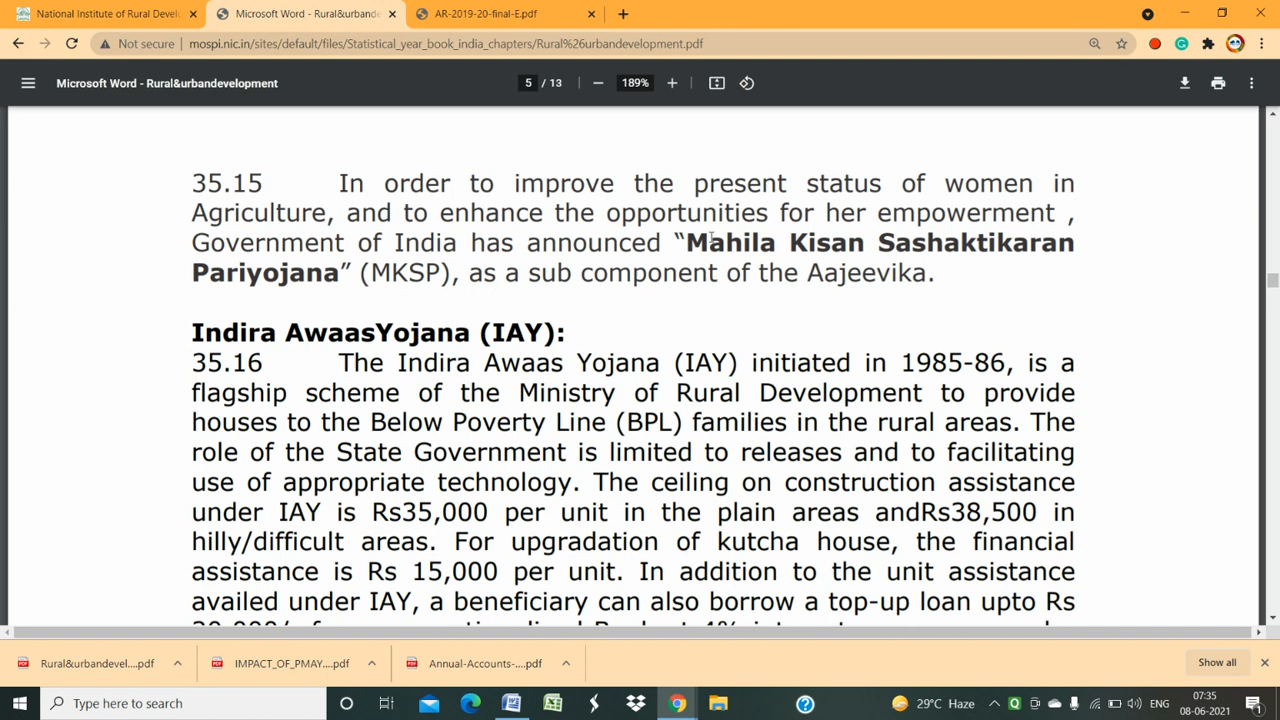 National Institute of Rural Devel
Microsoft Word - Rural&urbande
AR-2019-20-final-E.pdf
Not secure
mospi.nic.in/sites/default/files/Statistical_year_book_india_chapters/Rural%26urbandevelopment.pdf
Microsoft Word - Rural&urbandevelopment
5 / 13
189%
35.15 In order to improve the present status of women in
Agriculture, and to enhance the opportunities for her empowerment ,
Government of India has announced “Mahila Kisan Sashaktikaran
Pariyojana” (MKSP), as a sub component of the Aajeevika.
Indira AwaasYojana (IAY):
35.16 The Indira Awaas Yojana (IAY) initiated in 1985-86, is a
flagship scheme of the Ministry of Rural Development to provide
houses to the Below Poverty Line (BPL) families in the rural areas. The
role of the State Government is limited to releases and to facilitating
use of appropriate technology. The ceiling on construction assistance
under IAY is Rs35,000 per unit in the plain areas andRs38,500 in
hilly/difficult areas. For upgradation of kutcha house, the financial
assistance is Rs 15,000 per unit. In addition to the unit assistance
availed under IAY, a beneficiary can also borrow a top-up loan upto Rs
Rural&urbandevel....pdf
IMPACT_OF_PMAY....pdf
Annual-Accounts-....pdf
Show all
Type here to search
29°C Haze
ENG
07:35
08-06-2021